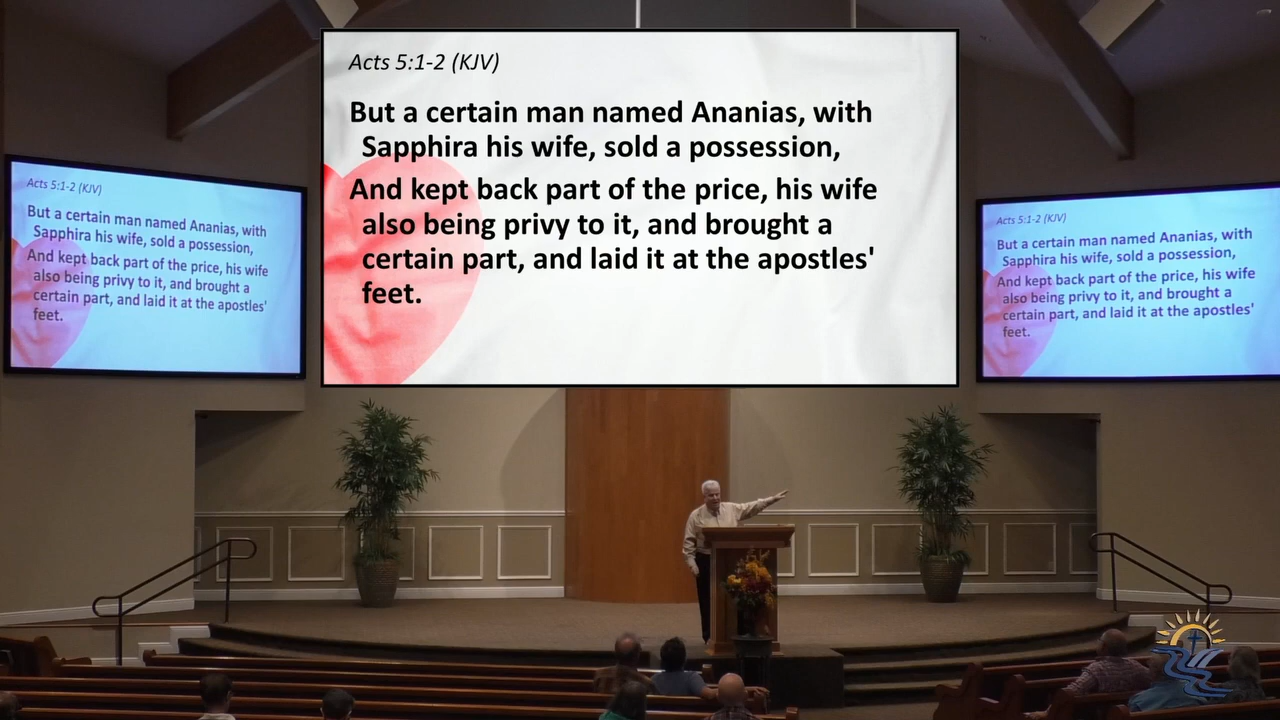 Acts 5:1-2 (KJV)
But a certain man named Ananias, with
Sapphira his wife, sold a possession,
And kept back part of the price, his wife
also being privy to it, and brought a
certain part, and laid it at the apostles'
feet.
Acts 5:1-2 (KJV)
But a certain man named Ananias, with
Sapphira his wife, sold a possession,
And kept back part of the price, his wife
also being privy to it, and brought a
certain part, and laid it at the apostles'
feet.
Acts 5:1-2 (KJV)
But a certain man named Ananias, with
Sapphira his wife, sold a possession,
And kept back part of the price, his wife
also being privy to it, and brought a
certain part, and laid it at the apostles'
feet.